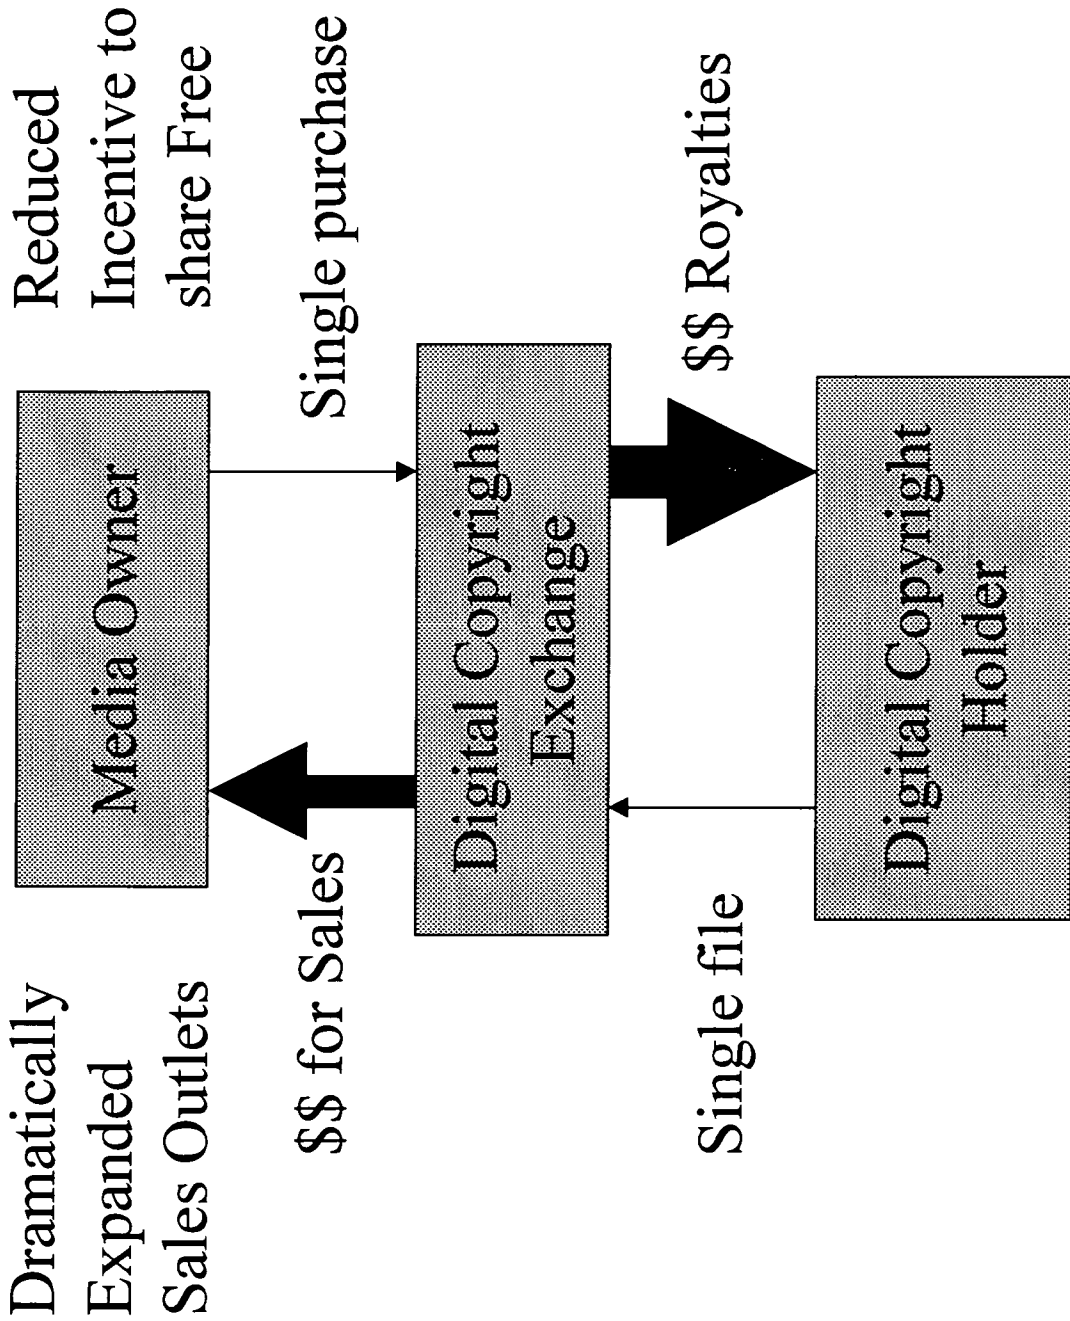 Dramatically
Expanded
Sales Outlets
Media Owner
Reduced
Incentive to
share Free
$$ for Sales
Single purchase
Digital Copyright
Exchange
Single file
$$ Royalties
Digital Copyright
Holder